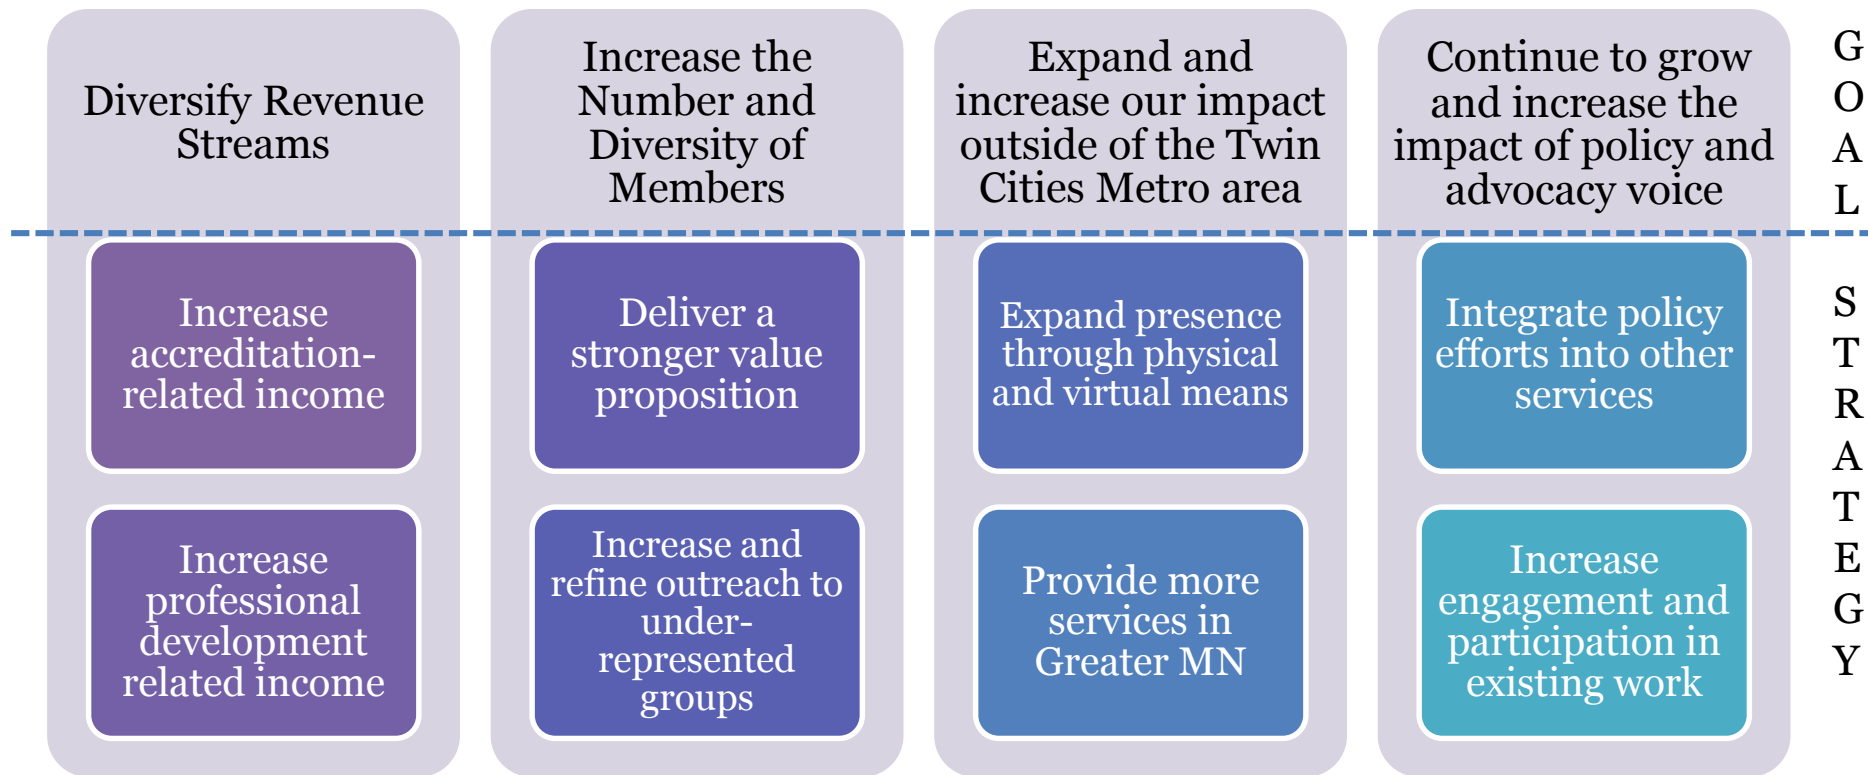 Diversify Revenue
Streams
Increase
accreditation-
related income
Increase
professional
development
related income
Increase the
Number and
Diversity of
Members
Deliver a
stronger value
proposition
Increase and
refine outreach to
under-
represented
groups
Expand and
increase our impact
outside of the Twin
Cities Metro area
Expand presence
through physical
and virtual means
Provide more
services in
Greater MN
Continue to grow
and increase the
impact of policy and
advocacy voice
Integrate policy
efforts into other
services
Increase
engagement and
participation in
existing work
G
O
A
L
S
T
R
A
T
E
G
Y